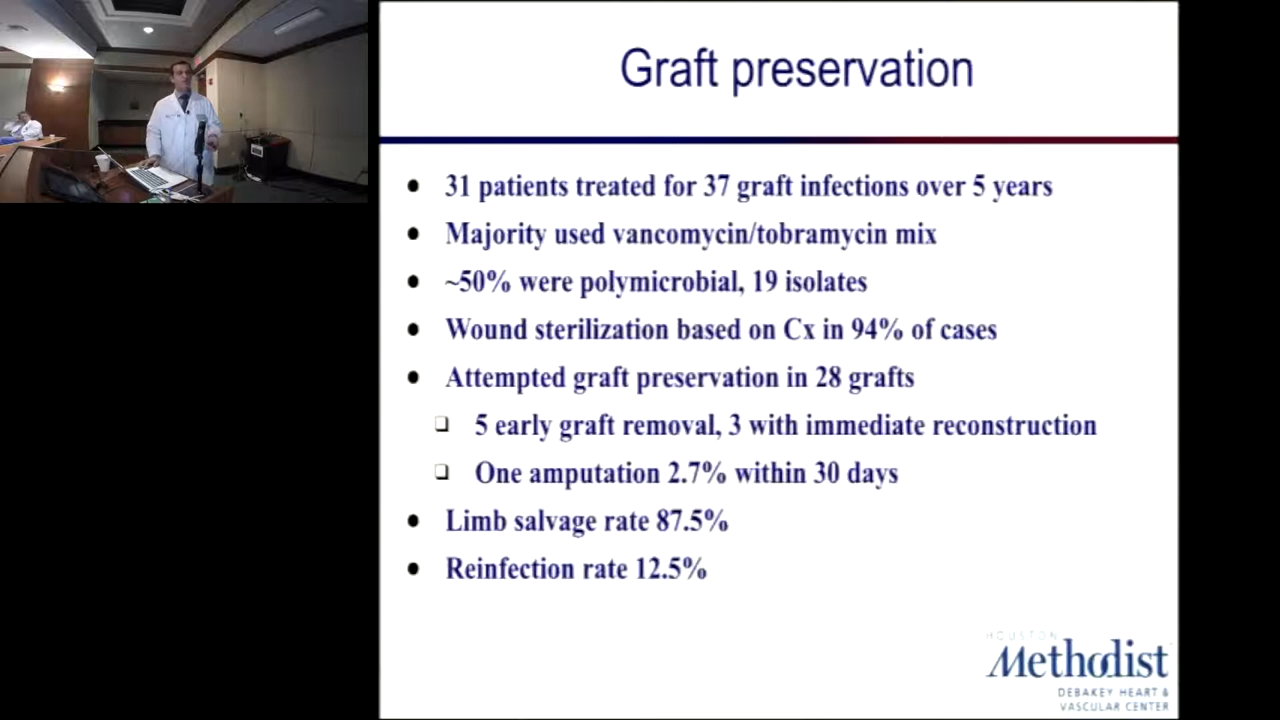 Graft preservation
31 patients treated for 37 graft infections over 5 years
Majority used vancomycin/tobramycin mix
~50% were polymicrobial, 19 isolates
Wound sterilization based on Cx in 94% of cases
Attempted graft preservation in 28 grafts
5 early graft removal, 3 with immediate reconstruction
One amputation 2.7% within 30 days
Limb salvage rate 87.5%
Reinfection rate 12.5%
HOUSTON
Methodist
DEBAKEY HEART &
VASCULAR CENTER